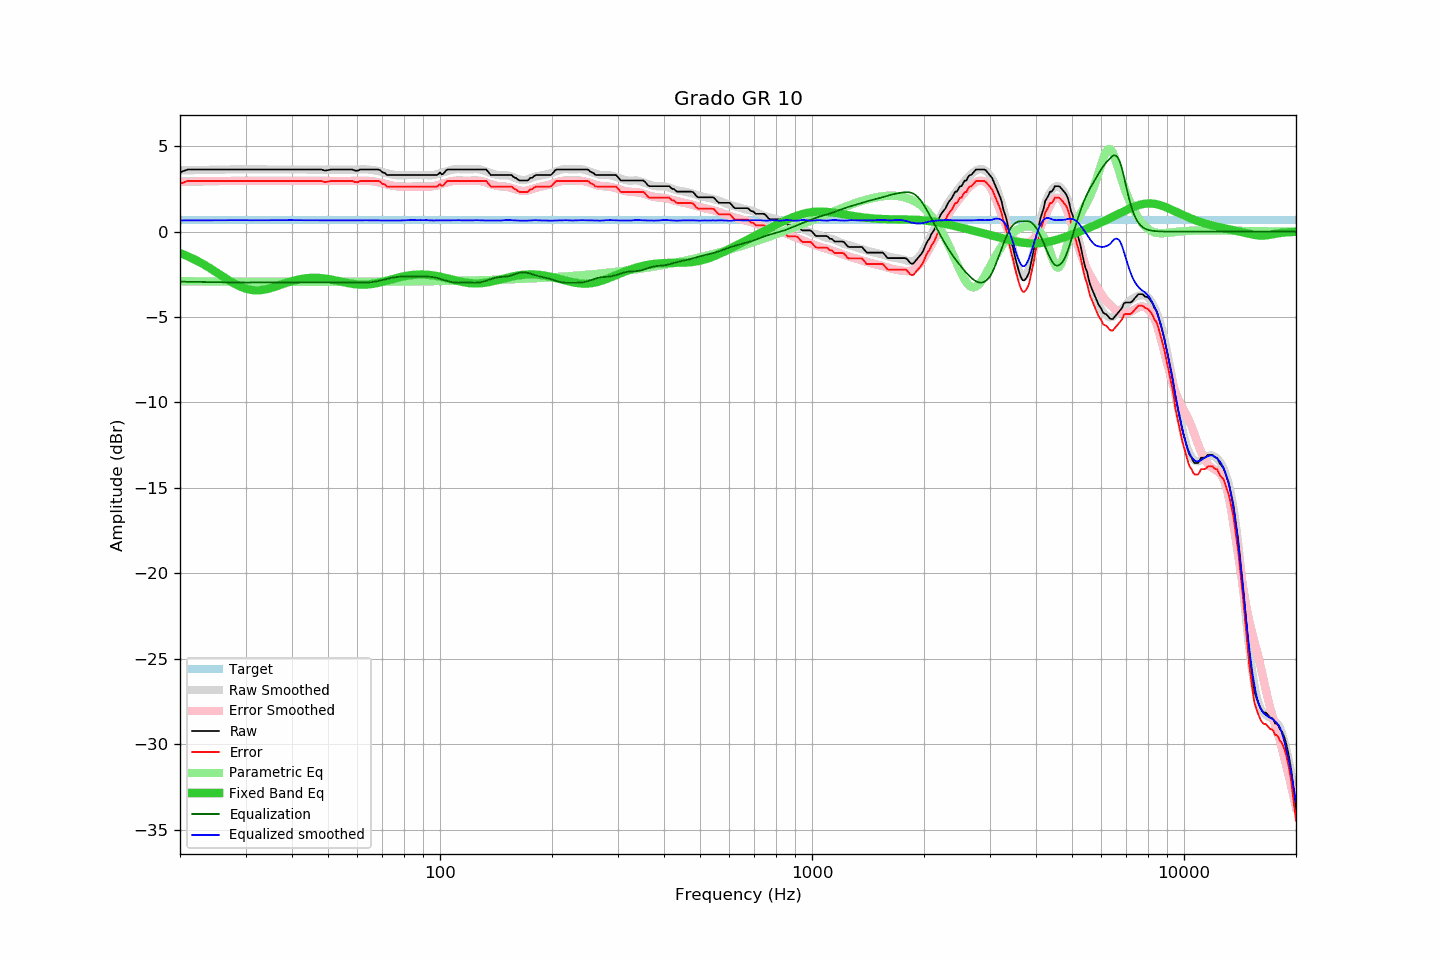 Grado GR 10
5
0
−5
−10
−15
−20
−25
−30
−35
Amplitude (dBr)
Target
Raw Smoothed
Error Smoothed
Raw
Error
Parametric Eq
Fixed Band Eq
Equalization
Equalized smoothed
100
1000
10000
Frequency (Hz)